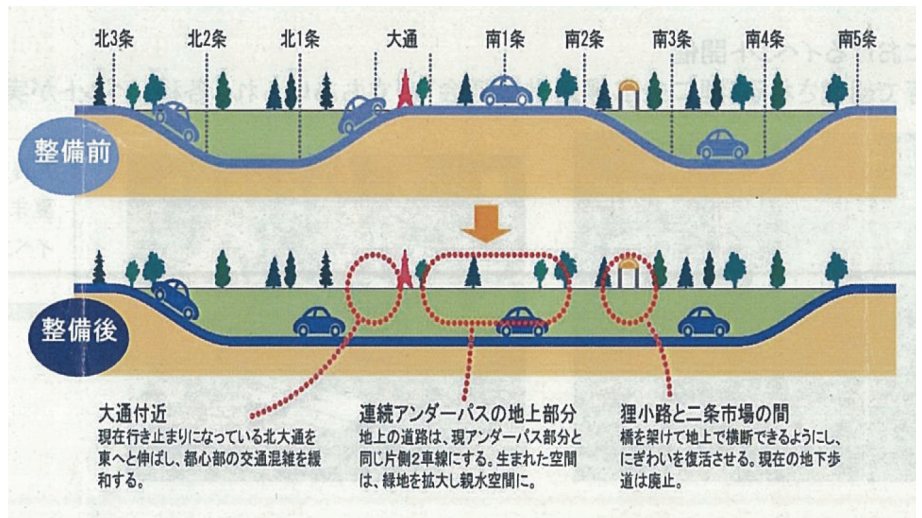 北3条 北2条 北1条 大通 南1条 南2条 南3条 南4条 南5条
整備前
整備後
大通付近
現在行き止まりになっている北大通を
東へと伸ばし、都心部の交通混雑を緩
和する。
連続アンダーパスの地上部分
地上の道路は、現アンダーパス部分と
同じ片側2車線にする。生まれた空間
は、緑地を拡大し親水空間に。
狸小路と二条市場の間
橋を架けて地上で横断できるようにし、
にぎわいを復活させる。現在の地下歩
道は廃止。